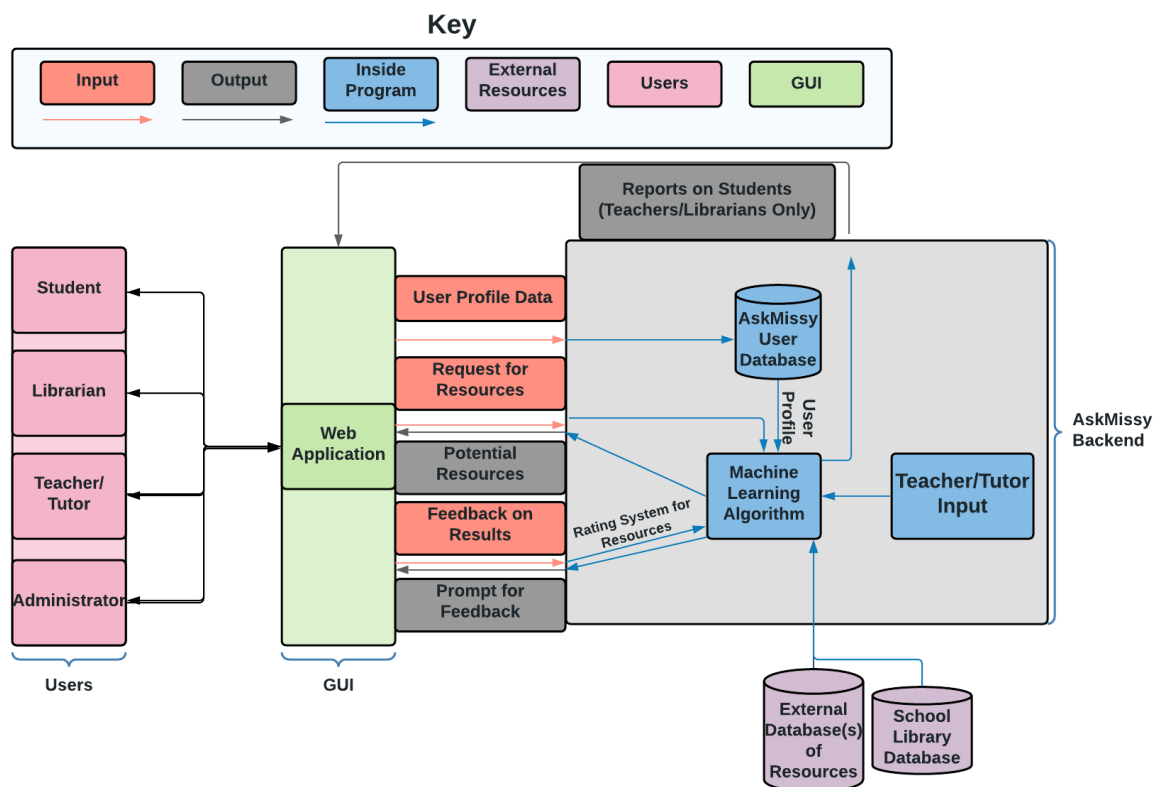 Key
Input
Output
Inside
Program
External
Resources
Users
GUI
Reports on Students
(Teachers/Librarians Only)
Student
Librarian
Teacher/
Tutor
Administrator
Users
Web
Application
GUI
User Profile Data
Request for
Resources
Potential
Resources
Feedback on
Results
Prompt for
Feedback
AskMissy
User
Database
User
Profile
Machine
Learning
Algorithm
Rating System for
Resources
Teacher/Tutor
Input
AskMissy
Backend
External
Database(s)
of
Resources
School
Library
Database